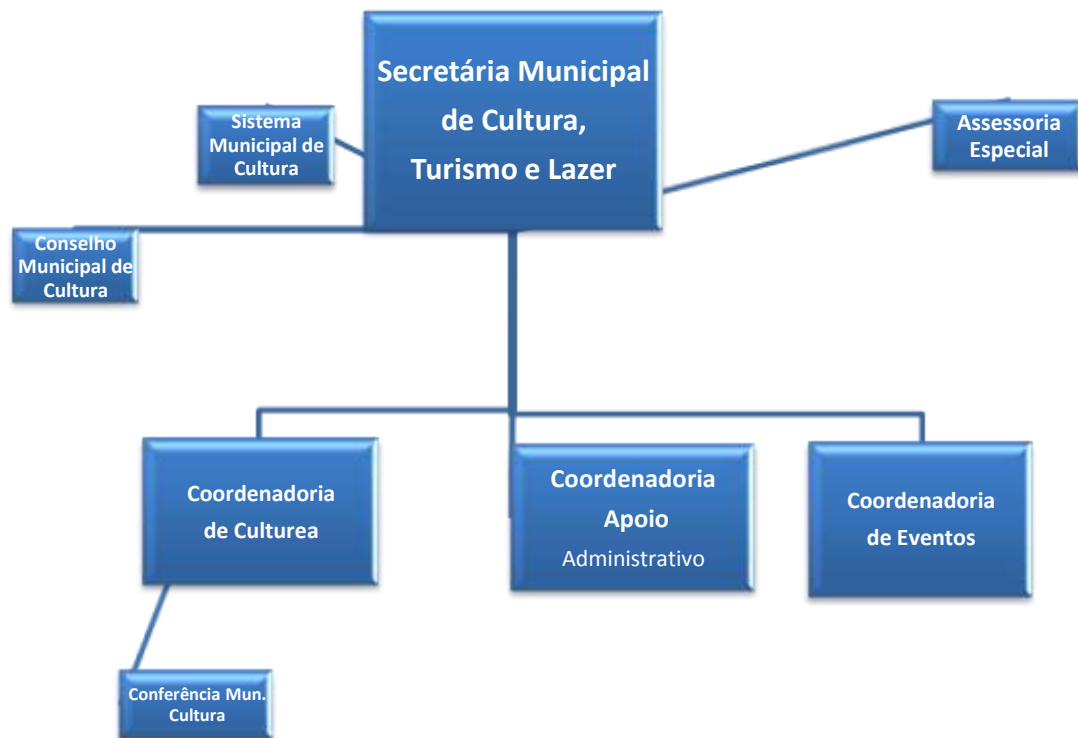 Secretária Municipal
de Cultura,
Turismo e Lazer
Sistema
Municipal de
Cultura
Assessoria
Especial
Conselho
Municipal de
Cultura
Coordenadoria
de Culturea
Coordenadoria
Apoio
Administrativo
Coordenadoria
de Eventos
Conferência Mun.
Cultura